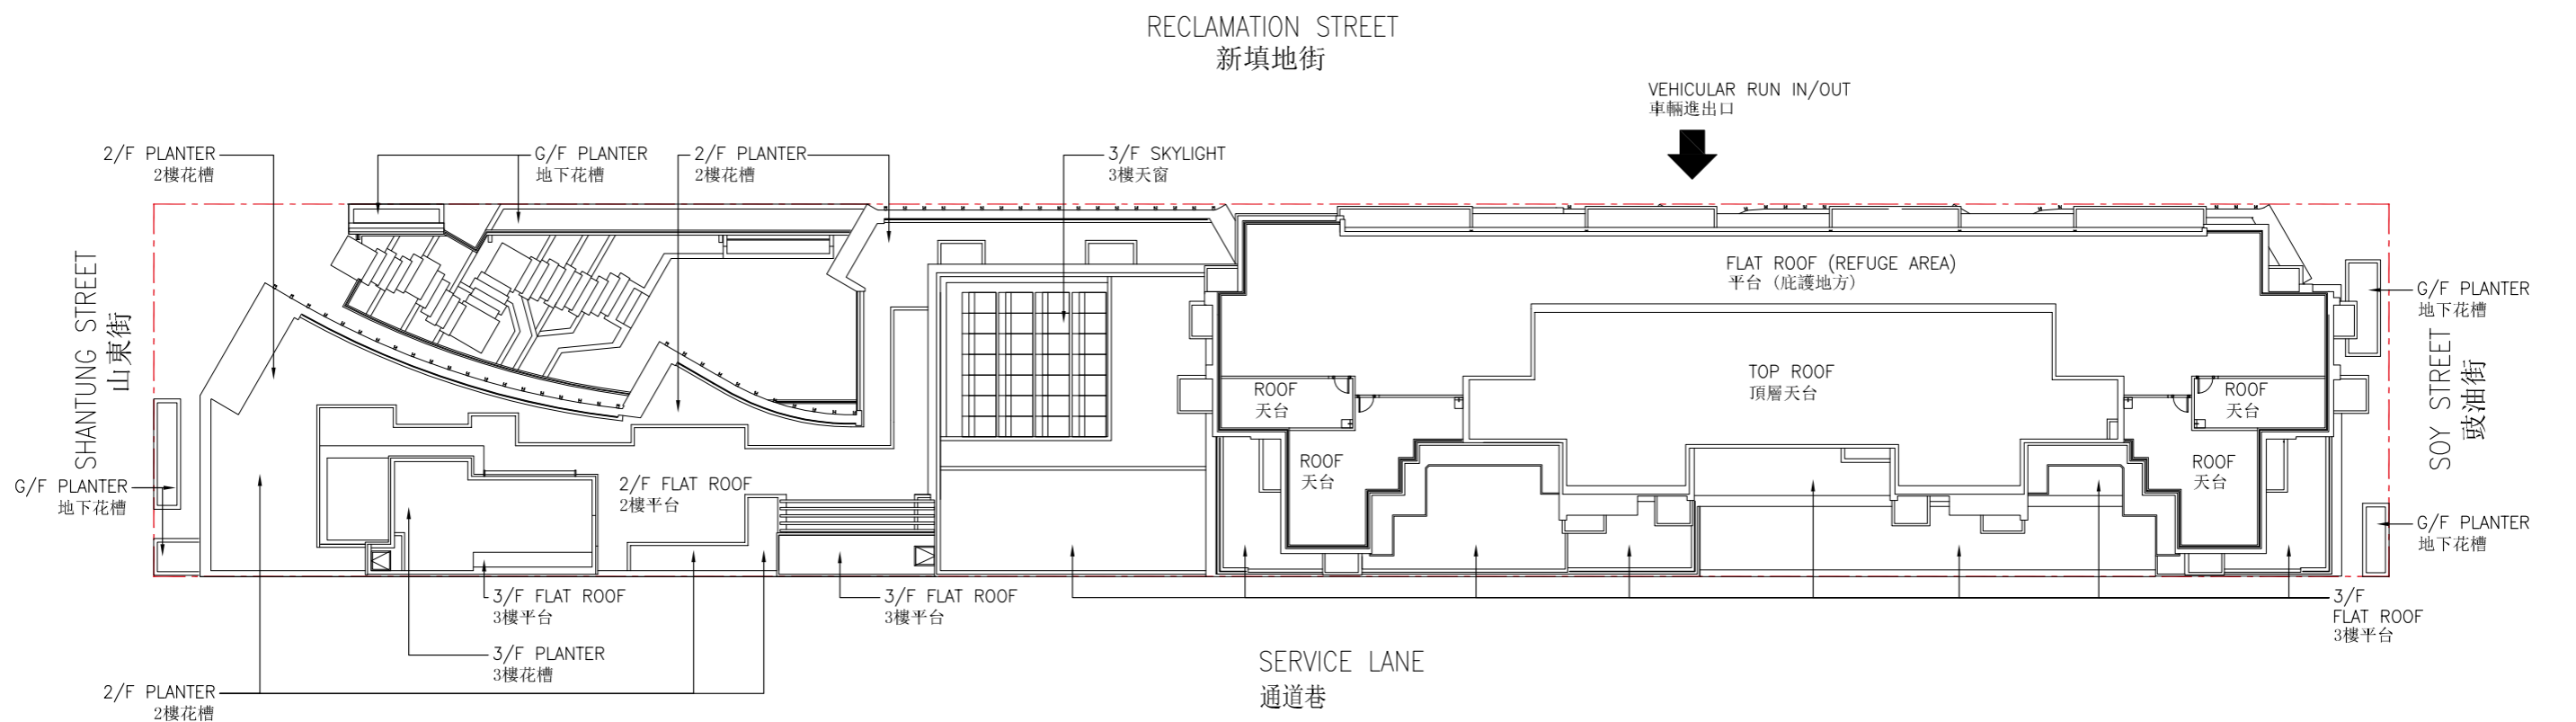 RECLAMATION STREET
新填地街
VEHICULAR RUN IN/OUT
車輛進出口
2/F PLANTER
2樓花槽
G/F PLANTER
地下花槽
2/F PLANTER
2樓花槽
3/F SKYLIGHT
3樓天窗
SHANTUNG STREET
山東街
FLAT ROOF (REFUGE AREA)
平台 (庇護地方)
G/F PLANTER
地下花槽
SOY STREET
豉油街
TOP ROOF
頂層天台
ROOF
天台
ROOF
天台
ROOF
天台
ROOF
天台
G/F PLANTER
地下花槽
2/F FLAT ROOF
2樓平台
G/F PLANTER
地下花槽
3/F FLAT ROOF
3樓平台
3/F FLAT ROOF
3樓平台
3/F
FLAT ROOF
3樓平台
3/F PLANTER
3樓花槽
SERVICE LANE
通道巷
2/F PLANTER
2樓花槽